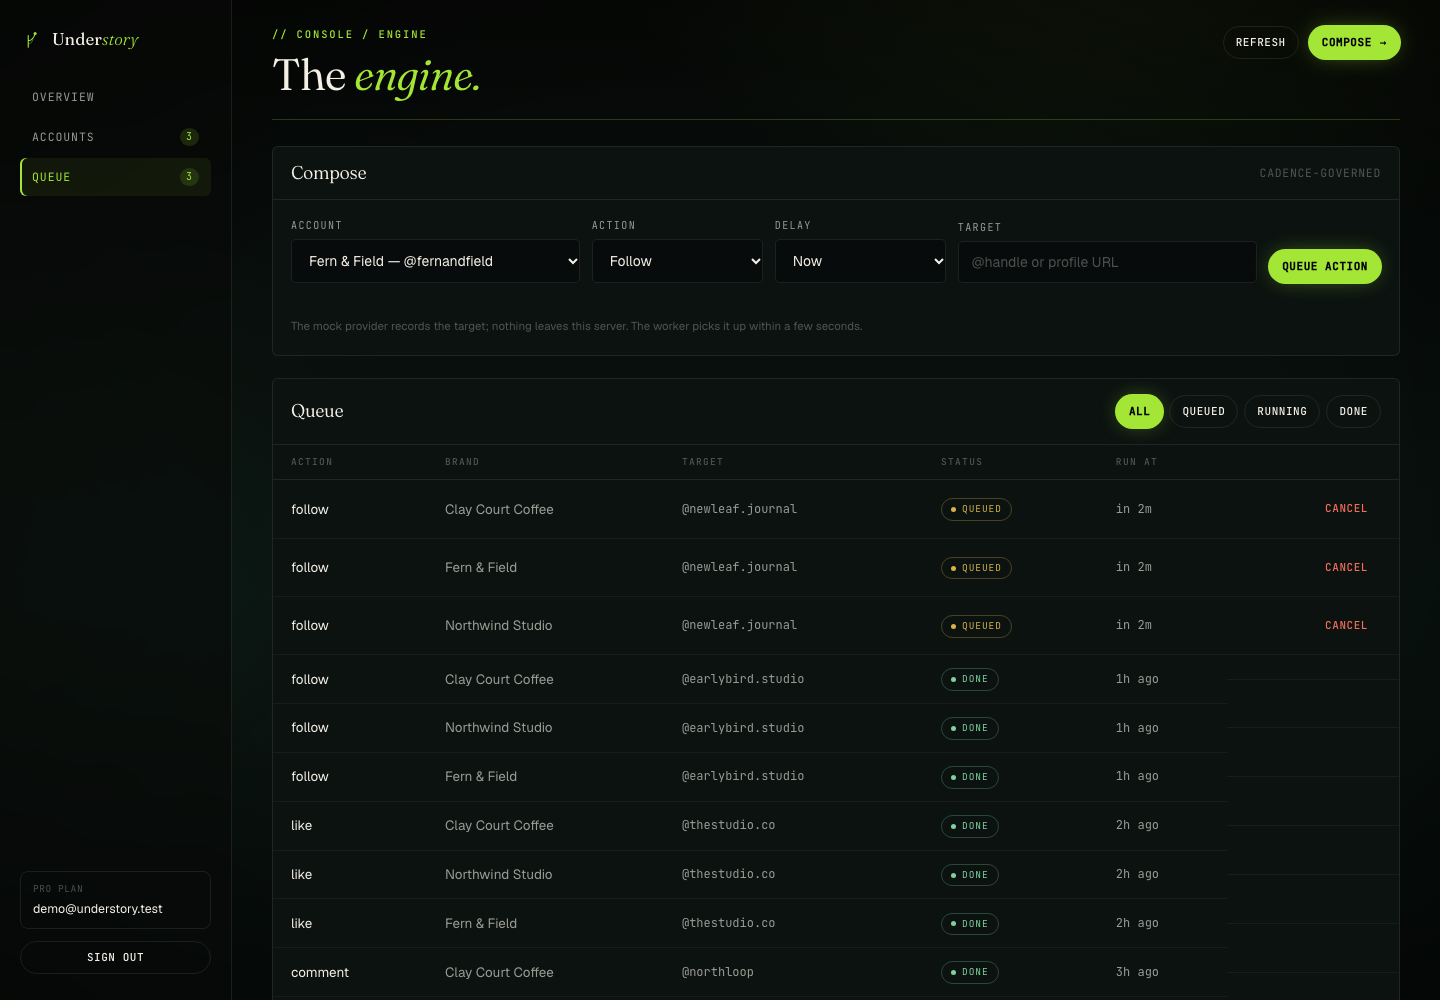 Understory
OVERVIEW
ACCOUNTS 3
QUEUE 3
PRO PLAN
demo@understory.test
SIGN OUT
// CONSOLE / ENGINE
The engine.
REFRESH
COMPOSE →
Compose
CADENCE-GOVERNED
ACCOUNT ACTION DELAY TARGET
Fern & Field — @fernandfield Follow Now @handle or profile URL QUEUE ACTION
The mock provider records the target; nothing leaves this server. The worker picks it up within a few seconds.
Queue
ALL QUEUED RUNNING DONE
ACTION BRAND TARGET STATUS RUN AT
follow Clay Court Coffee @newleaf.journal QUEUED in 2m CANCEL
follow Fern & Field @newleaf.journal QUEUED in 2m CANCEL
follow Northwind Studio @newleaf.journal QUEUED in 2m CANCEL
follow Clay Court Coffee @earlybird.studio DONE 1h ago
follow Northwind Studio @earlybird.studio DONE 1h ago
follow Fern & Field @earlybird.studio DONE 1h ago
like Clay Court Coffee @thestudio.co DONE 2h ago
like Northwind Studio @thestudio.co DONE 2h ago
like Fern & Field @thestudio.co DONE 2h ago
comment Clay Court Coffee @northloop DONE 3h ago